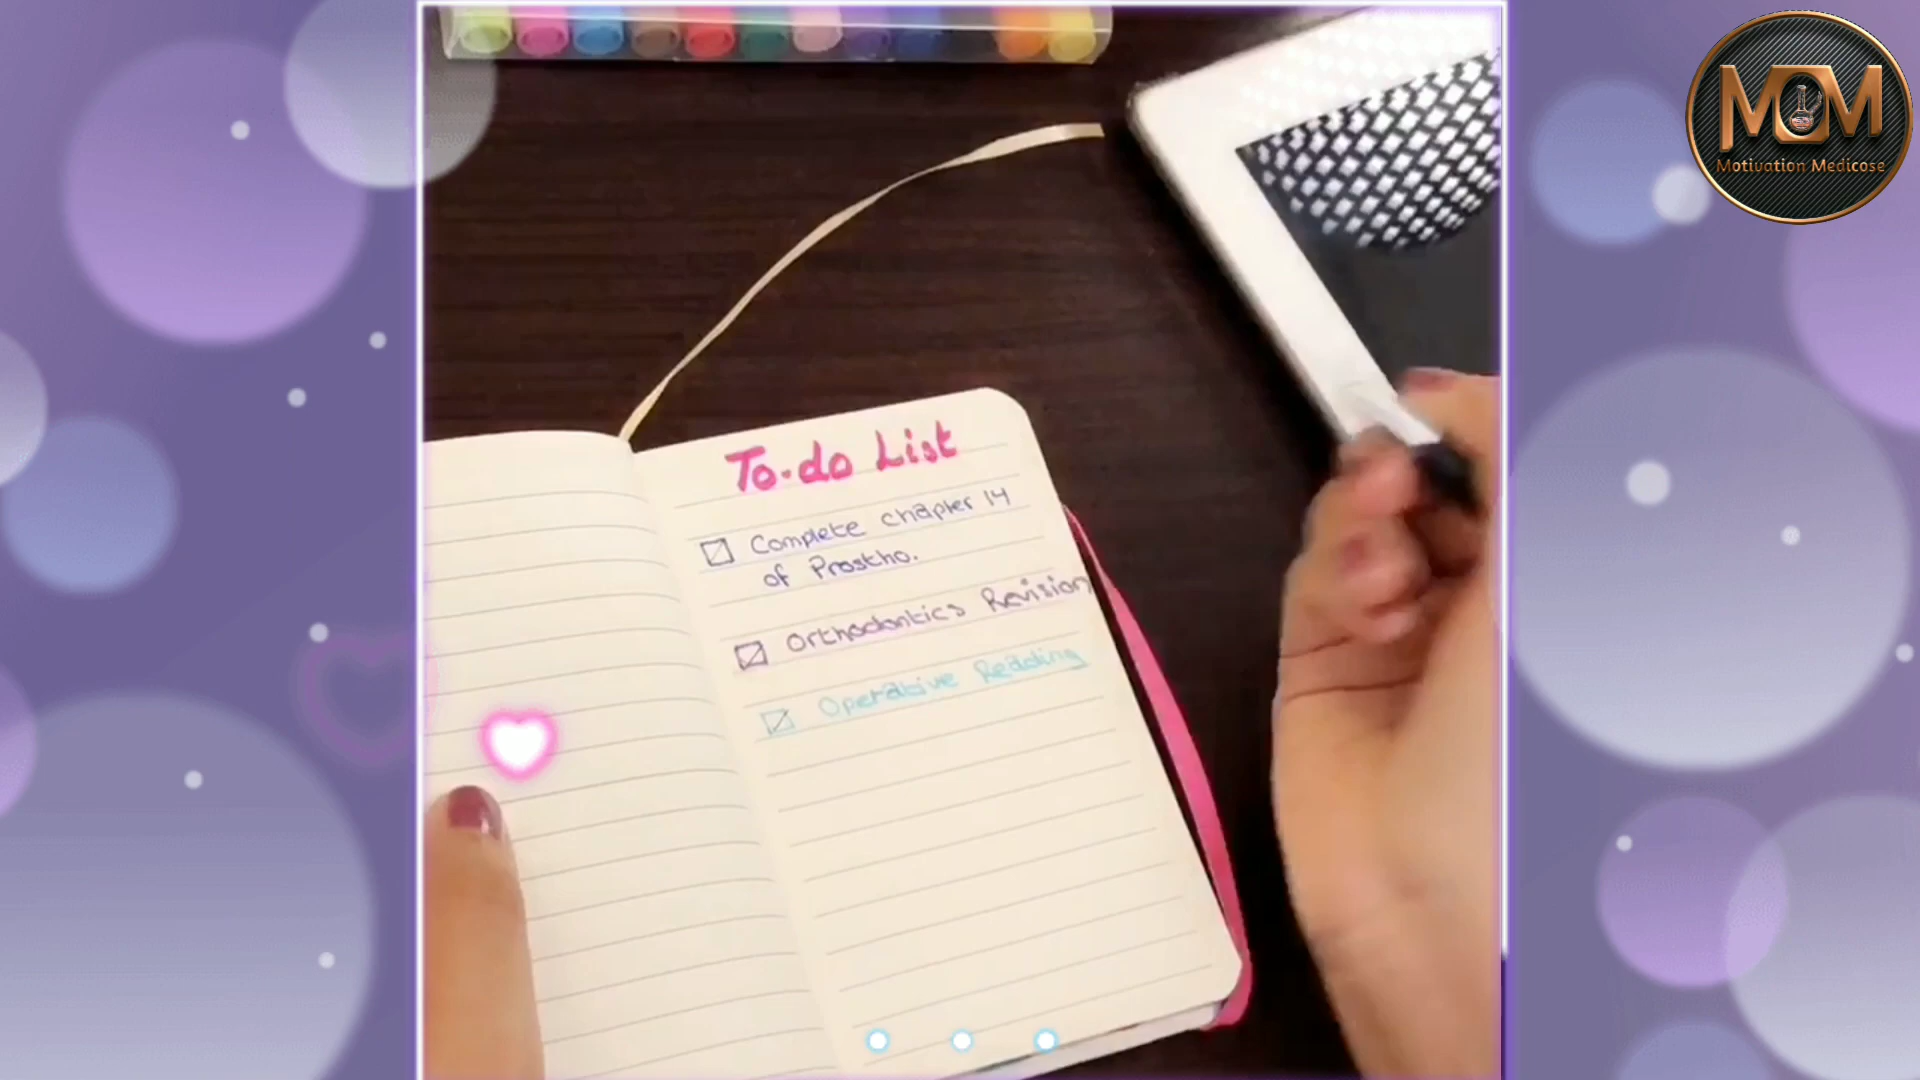 MOM
Motivation Medicose
To-do List
Complete chapter 14
of Prostho.
Orthodontics Revision
Operative Reading